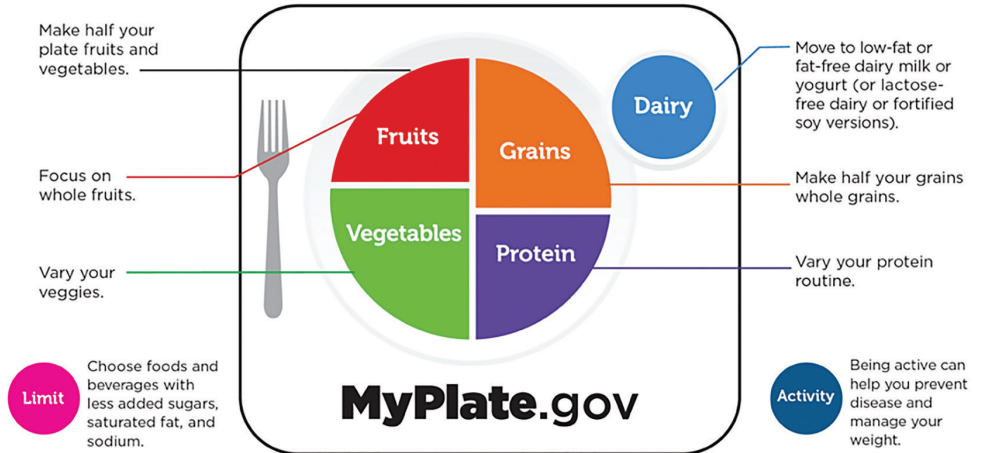 Make half your
plate fruits and
vegetables.
Focus on
whole fruits.
Vary your
veggies.
Fruits
Vegetables
Grains
Protein
Dairy
Move to low-fat or
fat-free dairy milk or
yogurt (or lactose-
free dairy or fortified
soy versions).
Make half your grains
whole grains.
Vary your protein
routine.
Limit
Choose foods and
beverages with
less added sugars,
saturated fat, and
sodium.
MyPlate.gov
Activity
Being active can
help you prevent
disease and
manage your
weight.